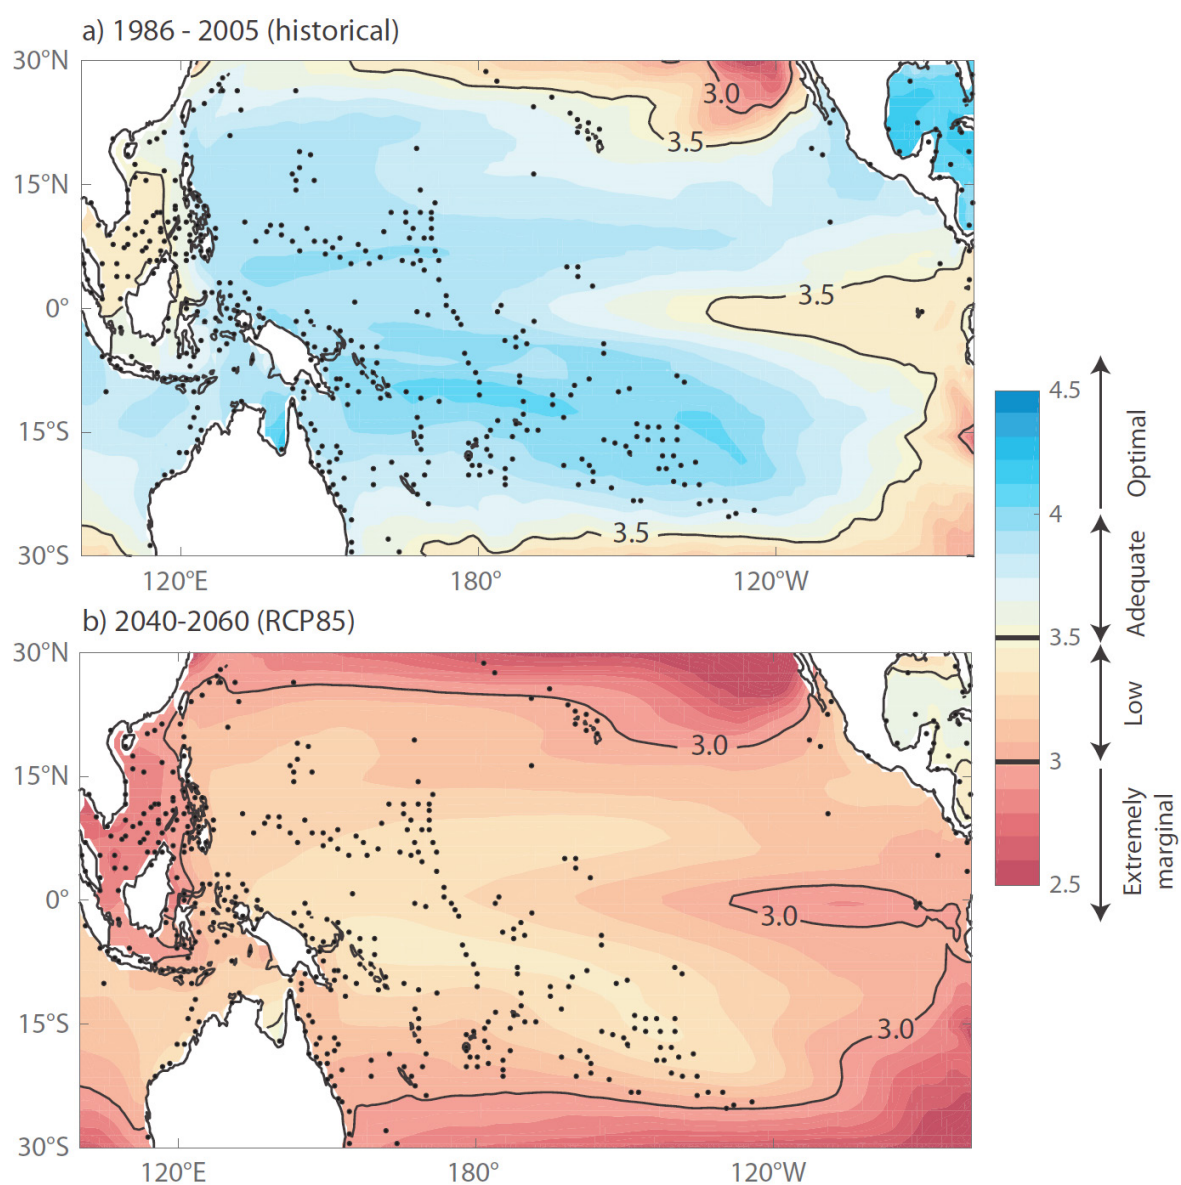 a) 1986 - 2005 (historical)
30°N
15°N
0°
15°S
30°S
3.0
3.5
3.5
3.5
120°E
180°
120°W
b) 2040-2060 (RCP85)
30°N
15°N
0°
15°S
30°S
3.0
3.0
3.0
120°E
180°
120°W
4.5
4
3.5
3
2.5
Optimal
Adequate
Low
Extremely
marginal